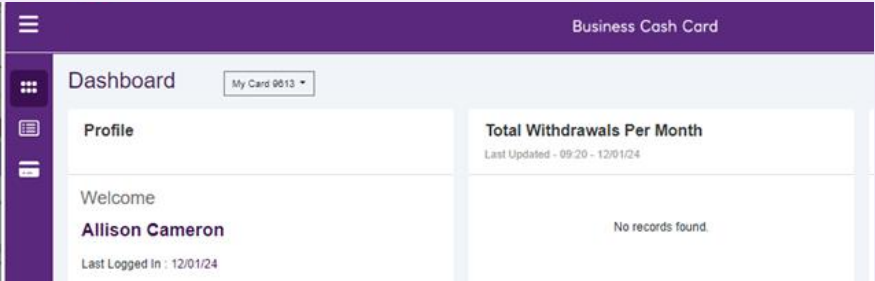 Business Cash Card
Dashboard
My Card 9613
Profile
Welcome
Allison Cameron
Last Logged In : 12/01/24
Total Withdrawals Per Month
Last Updated - 09:20 - 12/01/24
No records found.